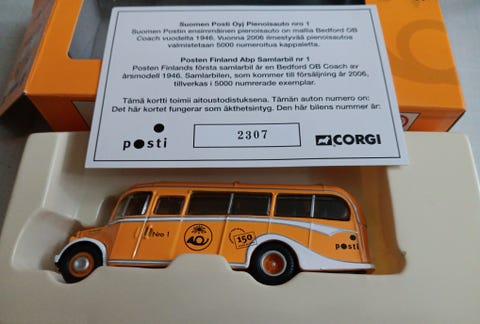 Suomen Posti Oyj Pienoisauto nro 1
Suomen Postin ensimmäinen pienoisauto on mallia Bedford OB
Coach vuodelta 1946. Vuonna 2006 ilmestyvää pienoisautoa
valmistetaan 5000 numeroitua kappaletta.
Posten Finland Abp Samlarbil nr 1
Posten Finlands första samlarbil är en Bedford OB Coach av
årsmodell 1946. Samlarbilen, som kommer till försäljning år 2006,
tillverkas i 5000 numrerade exemplar.
Tämä kortti toimii aitoustodistuksena. Tämän auton numero on:
Det här kortet fungerar som äkthetsintyg. Den här bilens nummer är:
posti
2307
CORGI
Nro 1
150
posti